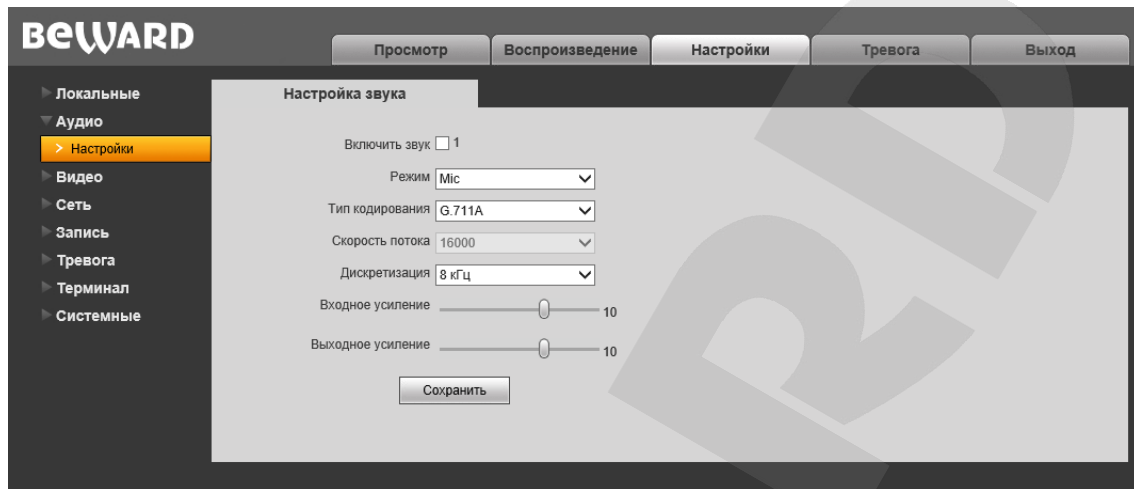 BEWARD
Просмотр Воспроизведение Настройки Тревога Выход
Локальные
Аудио
> Настройки
Видео
Сеть
Запись
Тревога
Терминал
Системные
Настройка звука
Включить звук 1
Режим Mic
Тип кодирования G.711A
Скорость потока 16000
Дискретизация 8 кГц
Входное усиление 10
Выходное усиление 10
Сохранить
RD